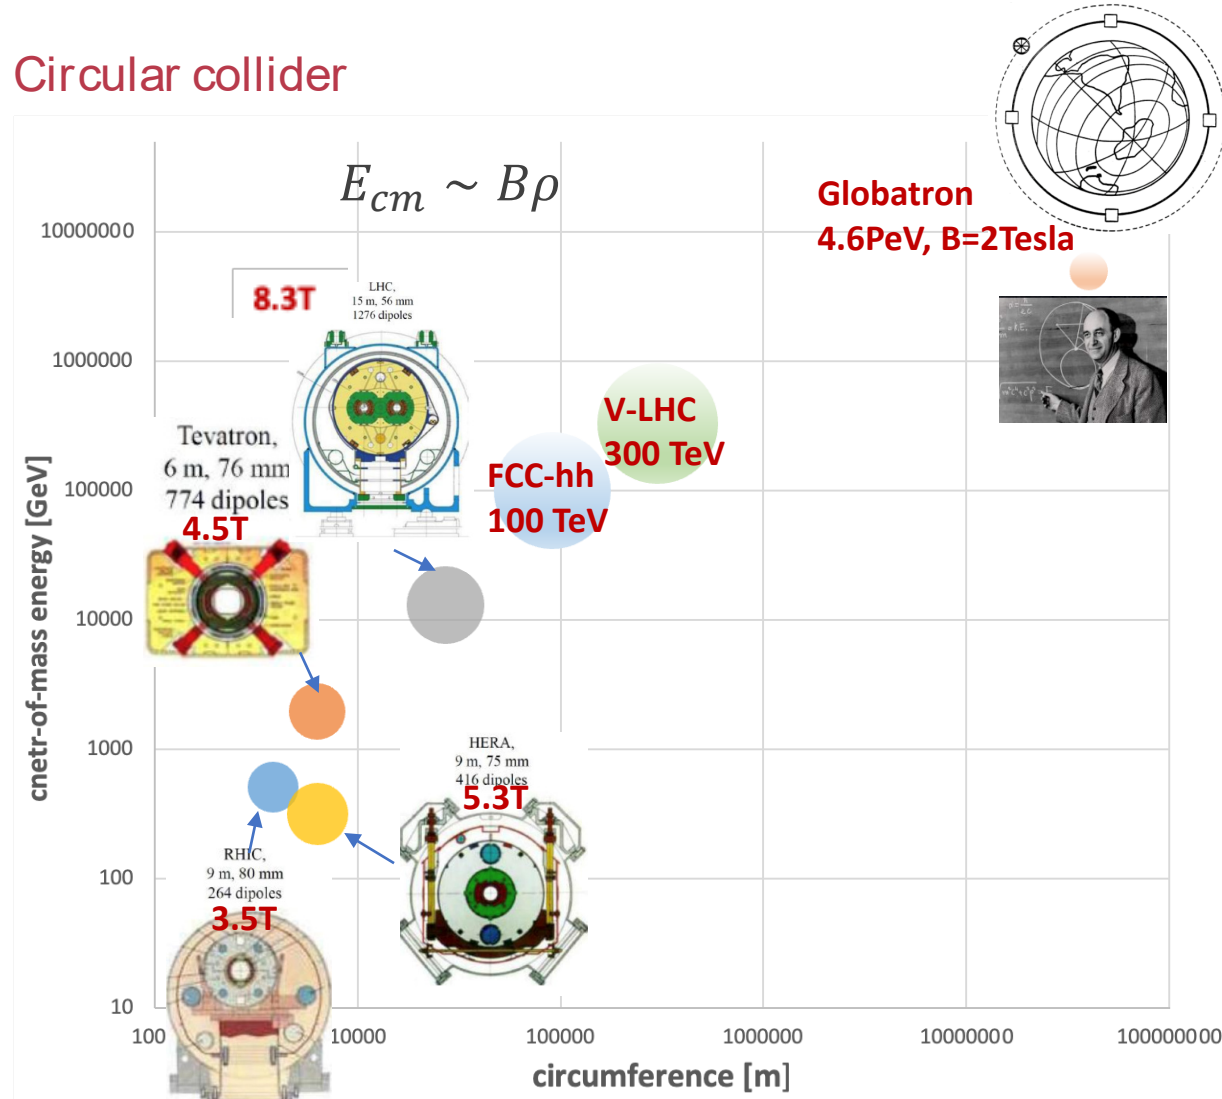 Circular collider
E_cm ~ Bρ
Globatron
4.6PeV, B=2Tesla
10000000
8.3T
LHC,
15 m, 56 mm
1276 dipoles
1000000
V-LHC
300 TeV
Tevatron,
6 m, 76 mm
774 dipoles
4.5T
FCC-hh
100 TeV
100000
10000
1000
HERA,
9 m, 75 mm
416 dipoles
5.3T
RHIC,
9 m, 80 mm
264 dipoles
3.5T
100
10
cnetr-of-mass energy [GeV]
100 10000 100000 1000000 10000000 100000000
circumference [m]